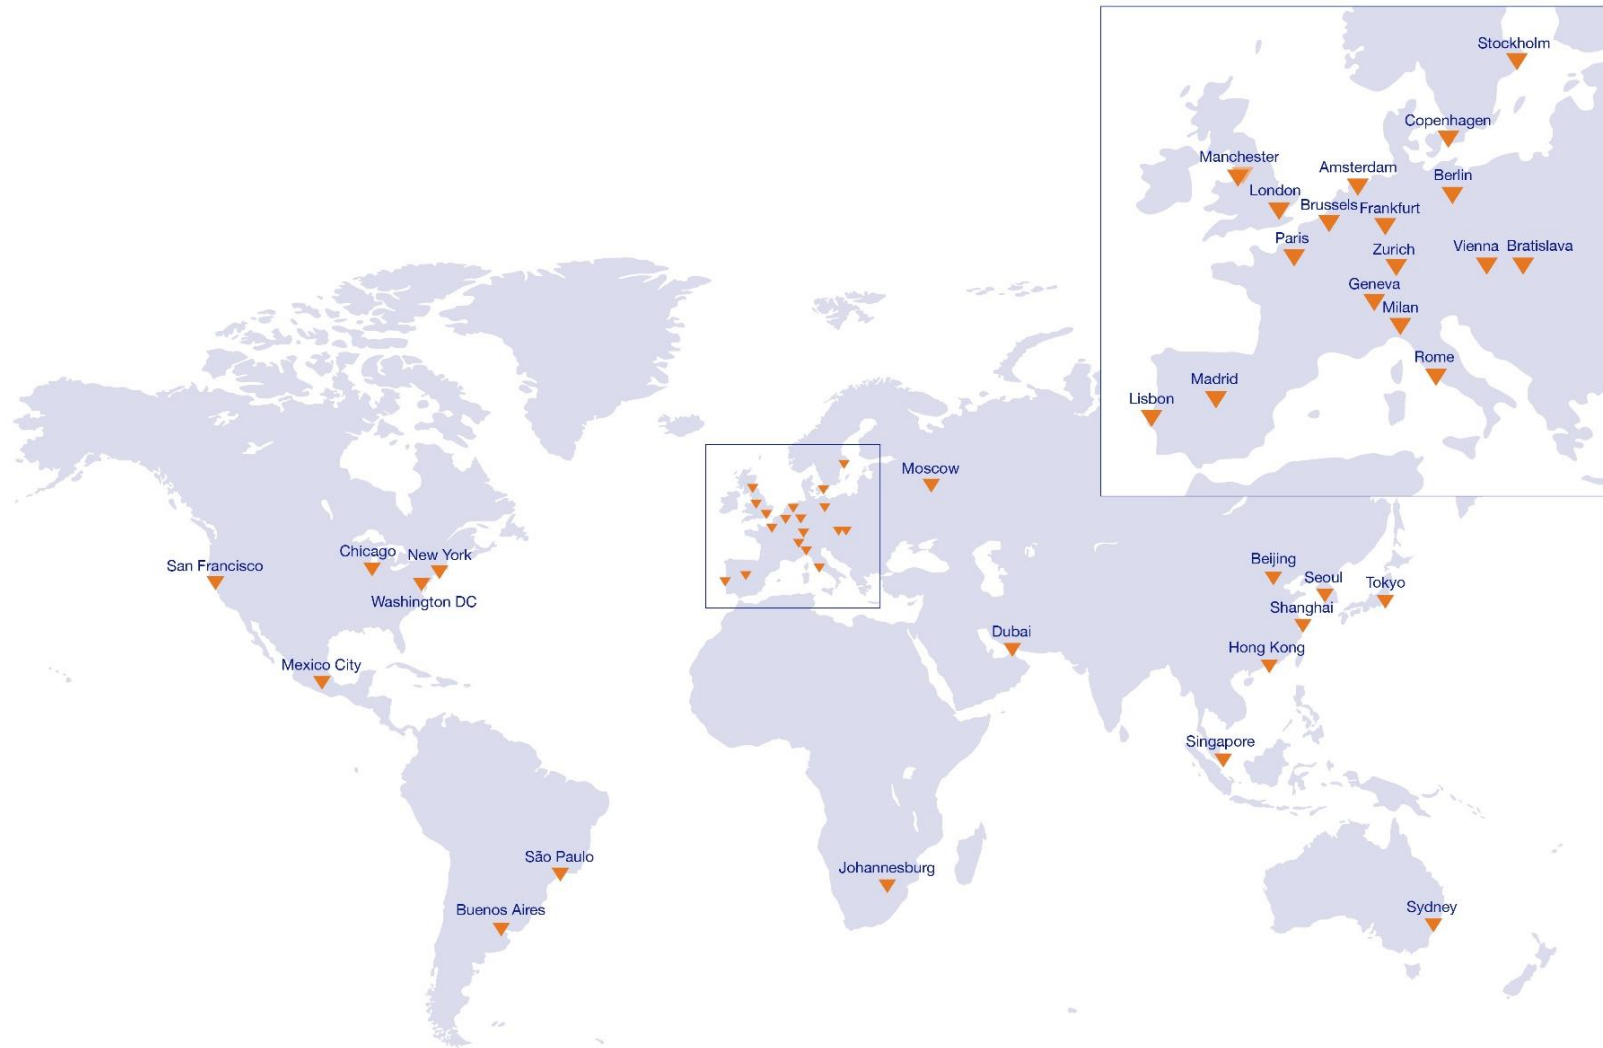 Stockholm
Copenhagen
Manchester
Amsterdam
Berlin
London
Brussels
Frankfurt
Paris
Zurich
Vienna
Bratislava
Geneva
Milan
Rome
Madrid
Lisbon
Moscow
San Francisco
Chicago
New York
Washington DC
Mexico City
Beijing
Seoul
Tokyo
Shanghai
Dubai
Hong Kong
Singapore
São Paulo
Johannesburg
Buenos Aires
Sydney